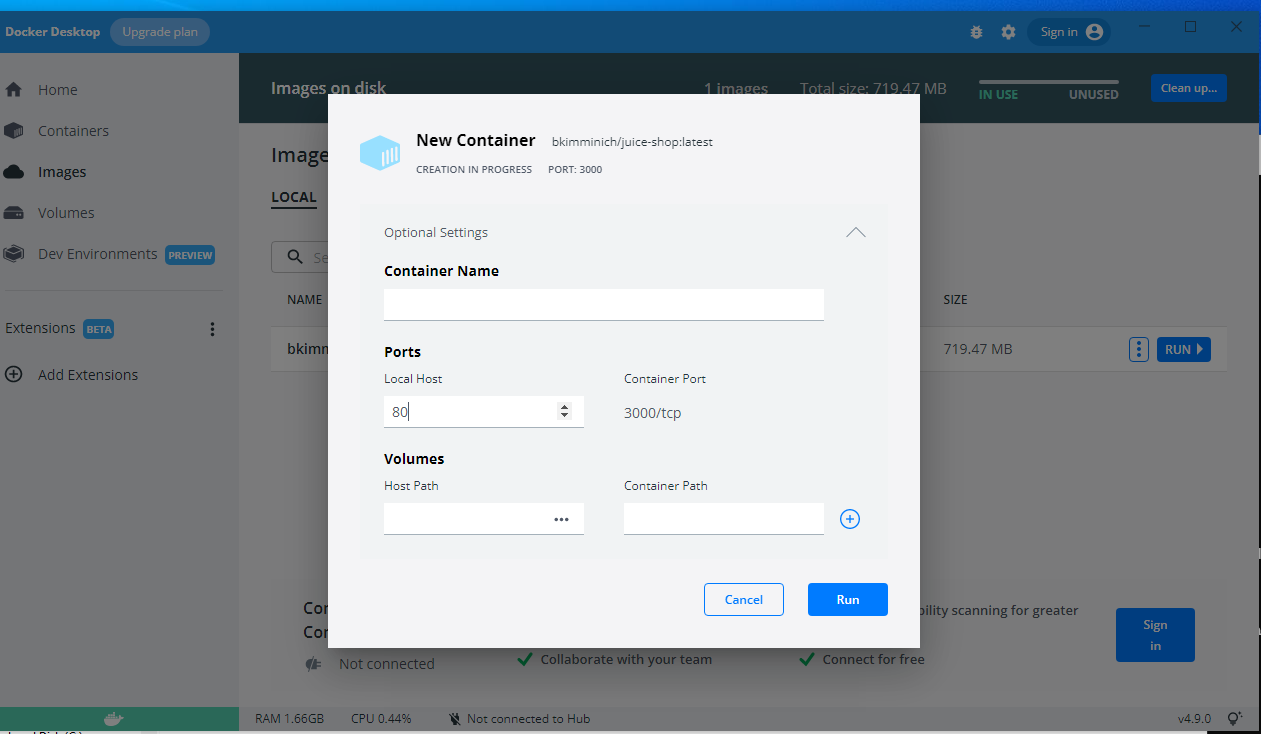 Docker Desktop Upgrade plan Sign in
Home
Containers
Images
Volumes
Dev Environments PREVIEW
Extensions BETA
Add Extensions
Images on disk 1 images Total size: 719.47 MB IN USE UNUSED Clean up...
LOCAL
NAME SIZE
719.47 MB RUN
New Container bkimminich/juice-shop:latest
CREATION IN PROGRESS PORT: 3000
Optional Settings
Container Name
Ports
Local Host Container Port
80 3000/tcp
Volumes
Host Path Container Path
...
Cancel Run
scanning for greater
Not connected Collaborate with your team Connect for free
Sign
in
RAM 1.66GB CPU 0.44% Not connected to Hub v4.9.0